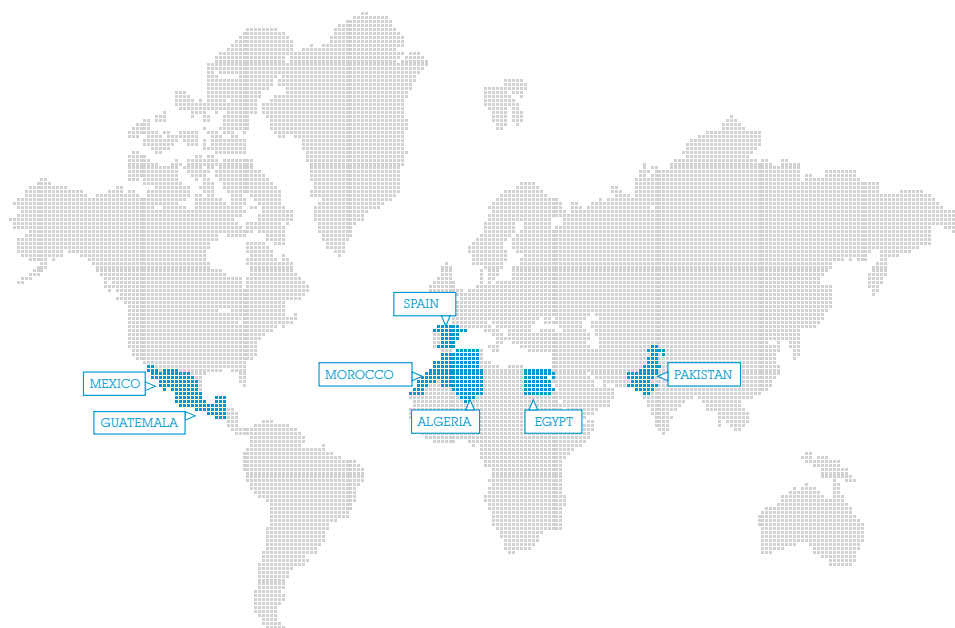 SPAIN
MOROCCO
PAKISTAN
MEXICO
GUATEMALA
ALGERIA
EGYPT